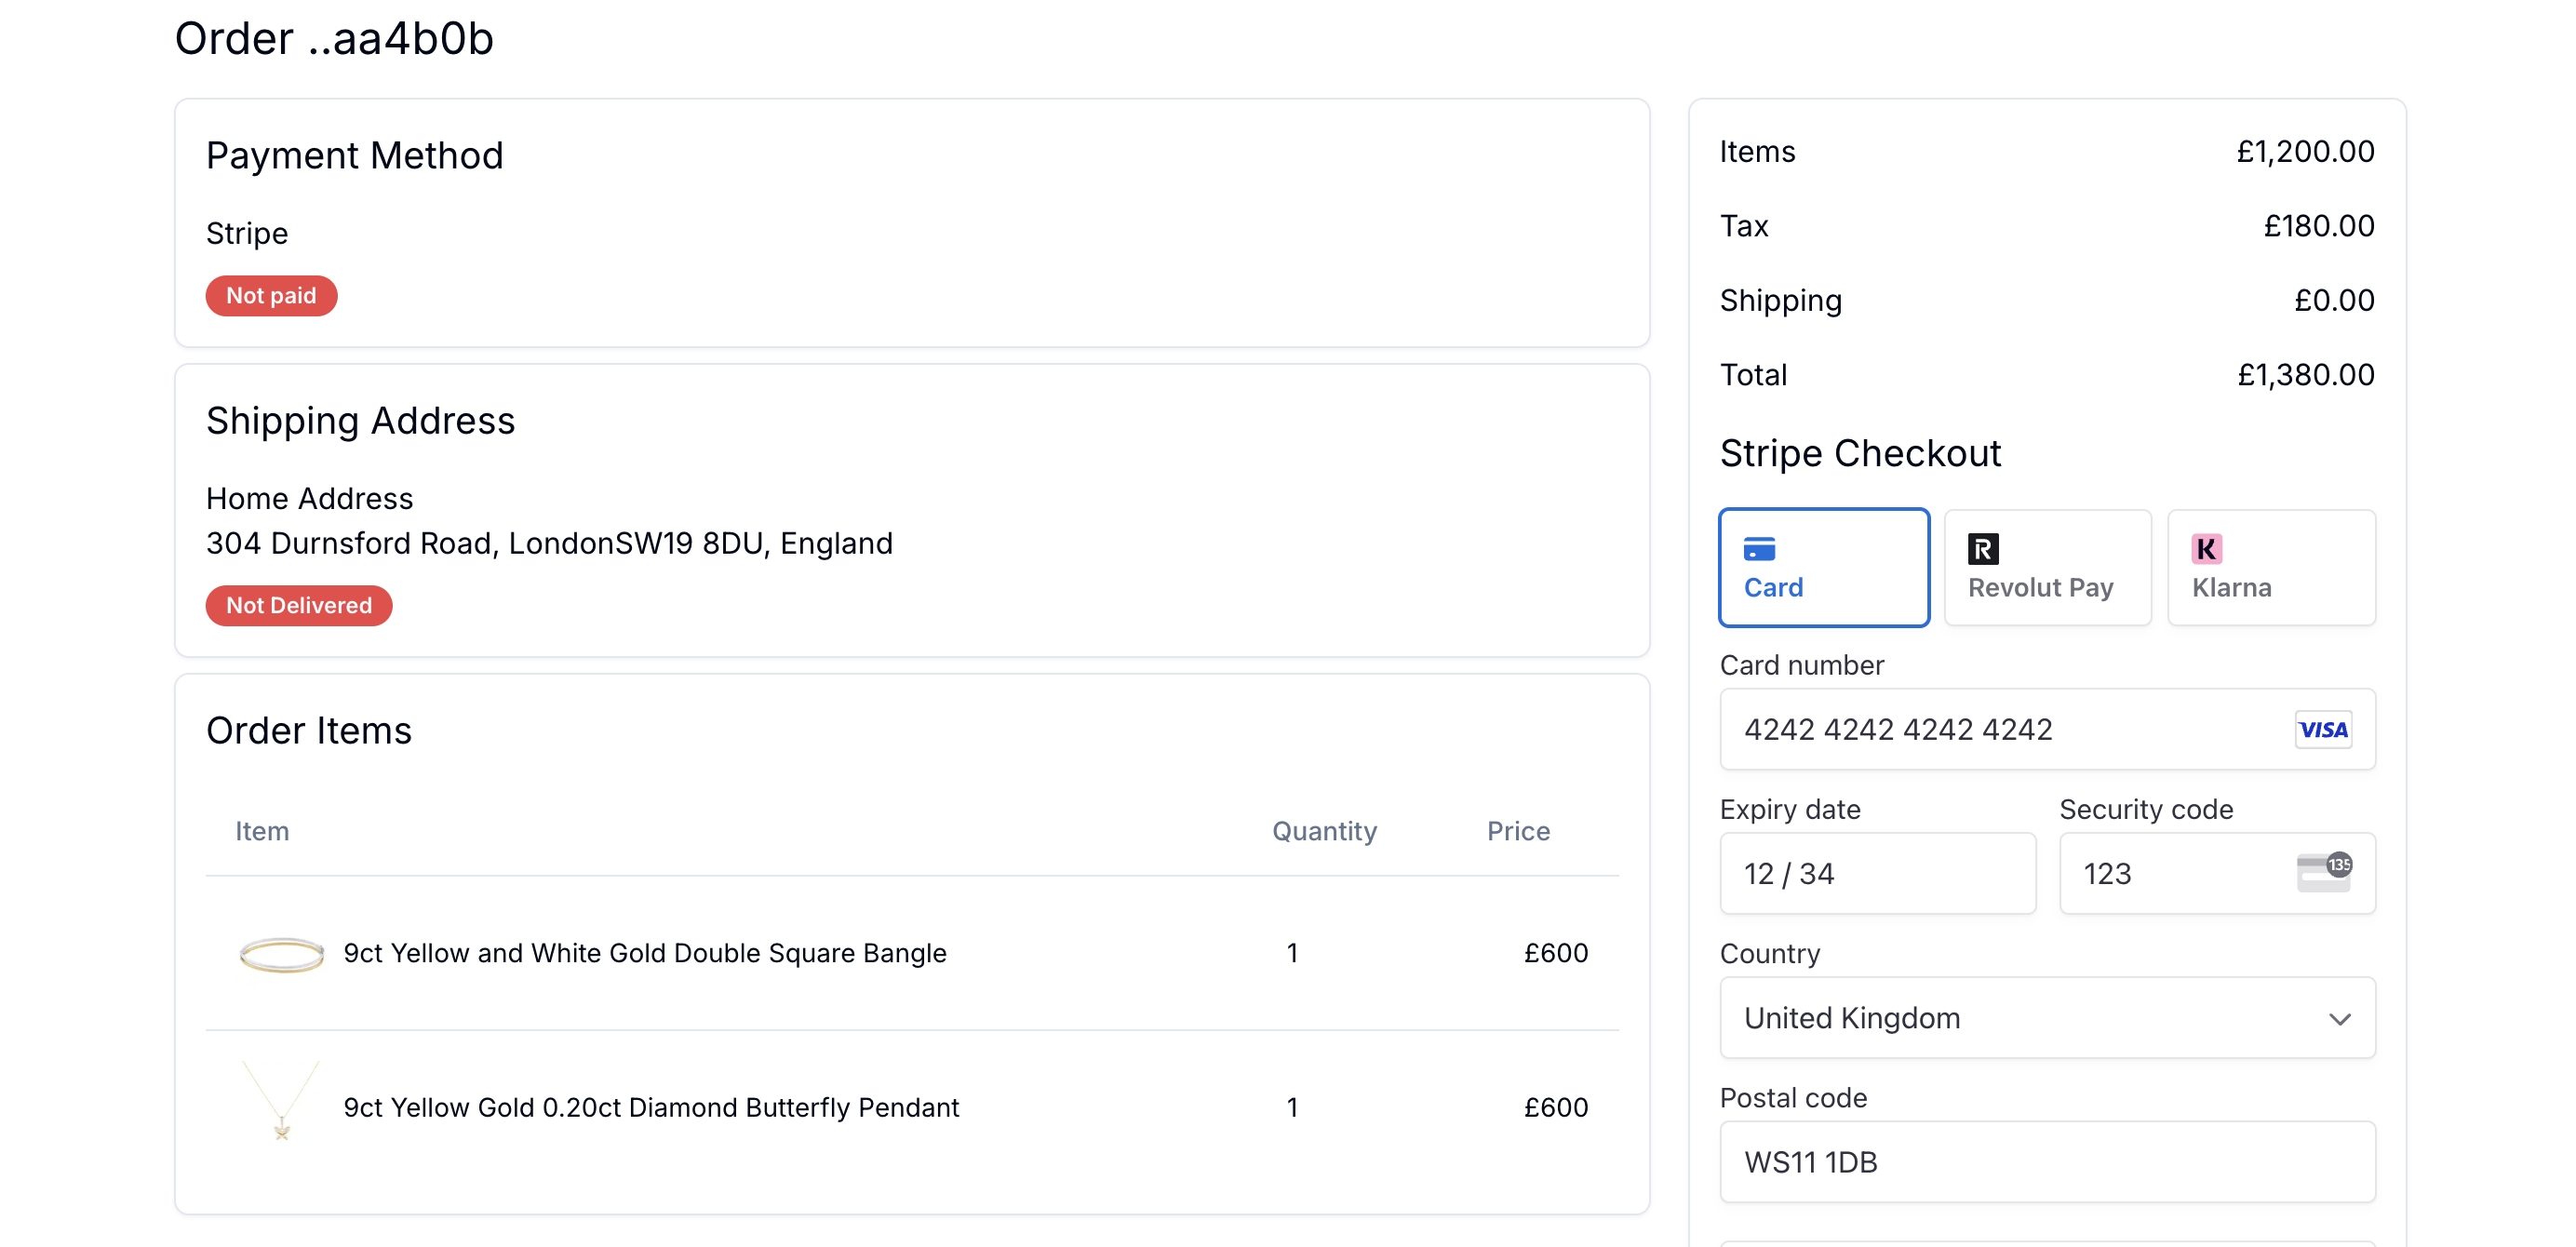 Order ..aa4b0b
Payment Method
Stripe
Not paid
Shipping Address
Home Address
304 Durnsford Road, LondonSW19 8DU, England
Not Delivered
Order Items
Item Quantity Price
9ct Yellow and White Gold Double Square Bangle 1 £600
9ct Yellow Gold 0.20ct Diamond Butterfly Pendant 1 £600
Items £1,200.00
Tax £180.00
Shipping £0.00
Total £1,380.00
Stripe Checkout
Card
R
Revolut Pay
K
Klarna
Card number
4242 4242 4242 4242 VISA
Expiry date Security code
12 / 34 123 135
Country
United Kingdom
Postal code
WS11 1DB